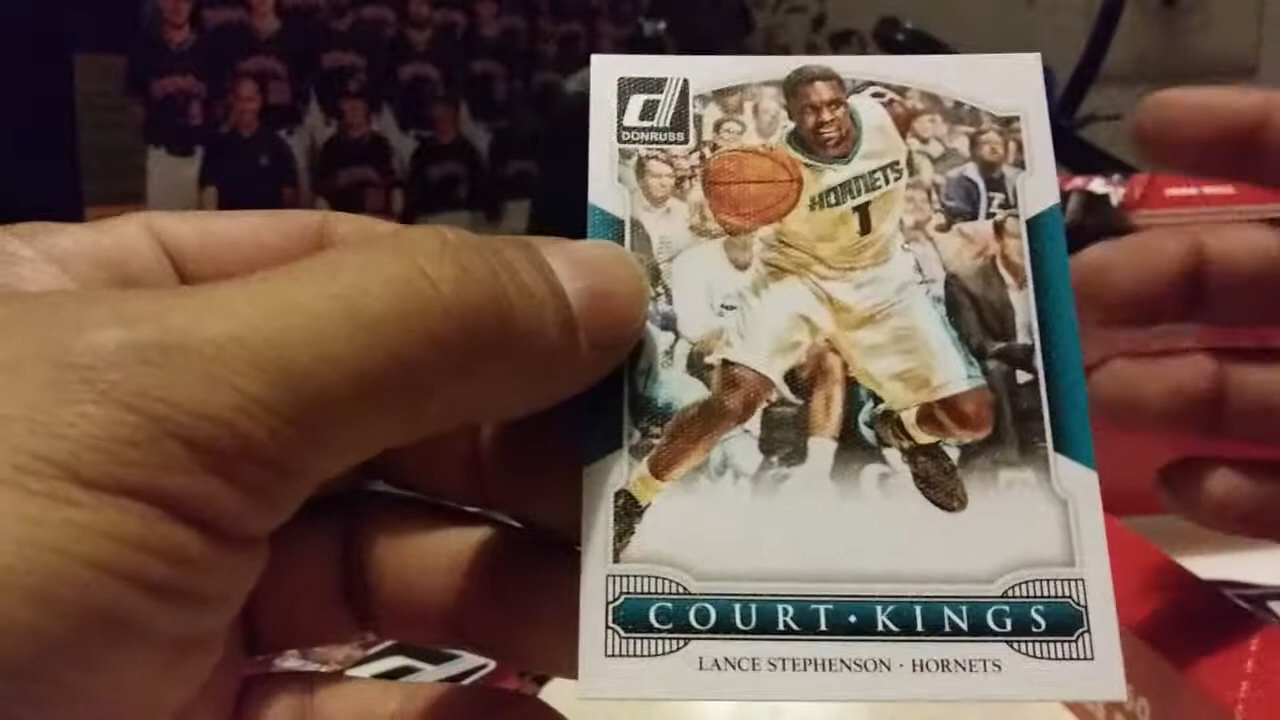 DONRUSS
HORNETS
1
COURT · KINGS
LANCE STEPHENSON · HORNETS